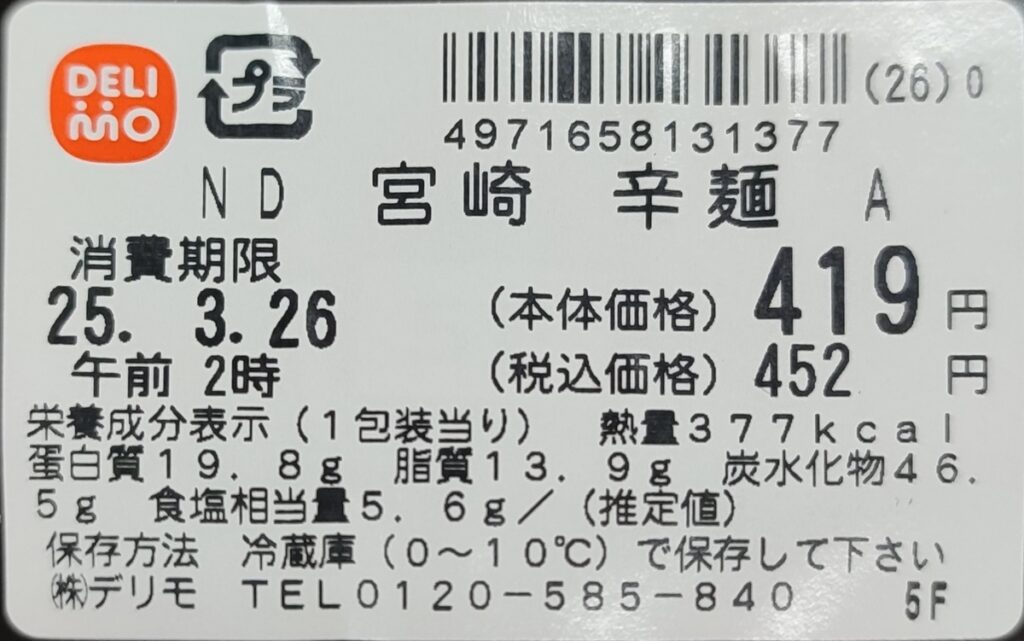 DELI
MO
プラ
(26)0
4971658131377
ND 宮崎 辛麺 A
消費期限
25. 3.26
(本体価格) 419 円
午前 2時
(税込価格) 452 円
栄養成分表示(1包装当り) 熱量377kcal
蛋白質19.8g 脂質13.9g 炭水化物46.
5g 食塩相当量5.6g/(推定値)
保存方法 冷蔵庫(0~10℃)で保存して下さい
㈱デリモ TEL0120-585-840 5F